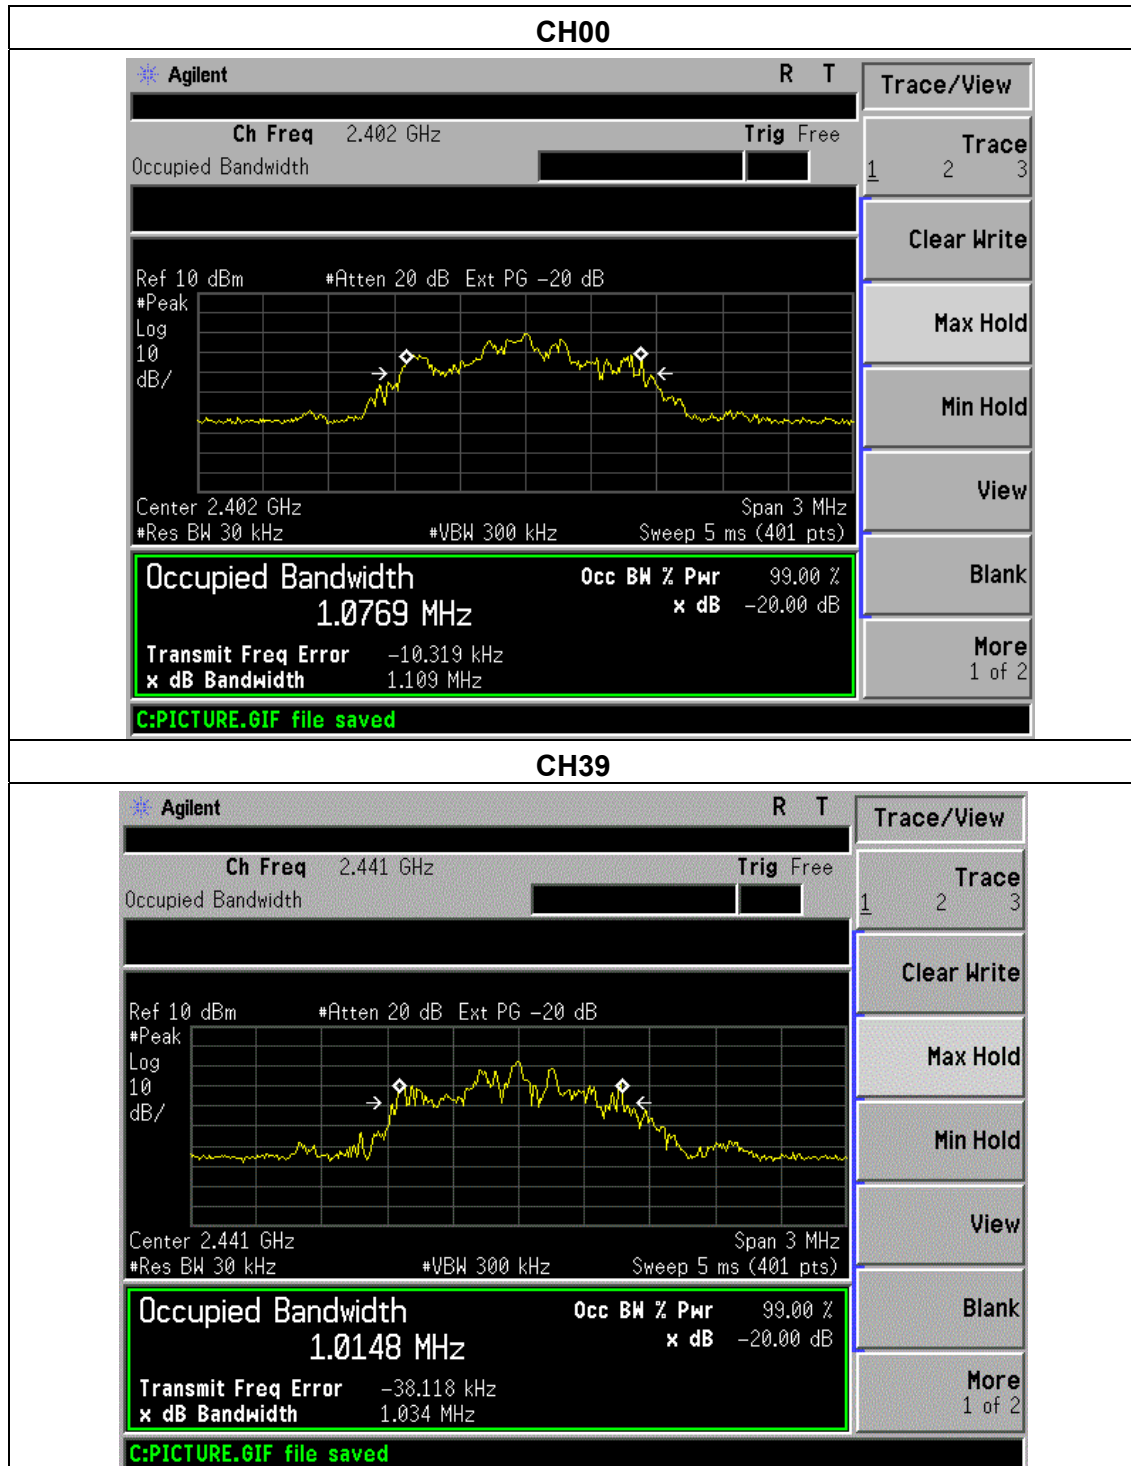 CH00
Agilent R T
Trace/View
Ch Freq 2.402 GHz Trig Free
Occupied Bandwidth
Trace
1 2 3
Clear Write
Ref 10 dBm #Atten 20 dB Ext PG -20 dB
#Peak
Log
10
dB/
Max Hold
Min Hold
View
Center 2.402 GHz Span 3 MHz
#Res BW 30 kHz #VBW 300 kHz Sweep 5 ms (401 pts)
Occupied Bandwidth Occ BW % Pwr 99.00 %
1.0769 MHz x dB -20.00 dB
Blank
Transmit Freq Error -10.319 kHz
x dB Bandwidth 1.109 MHz
More
1 of 2
C:PICTURE.GIF file saved
CH39
Agilent R T
Trace/View
Ch Freq 2.441 GHz Trig Free
Occupied Bandwidth
Trace
1 2 3
Clear Write
Ref 10 dBm #Atten 20 dB Ext PG -20 dB
#Peak
Log
10
dB/
Max Hold
Min Hold
View
Center 2.441 GHz Span 3 MHz
#Res BW 30 kHz #VBW 300 kHz Sweep 5 ms (401 pts)
Occupied Bandwidth Occ BW % Pwr 99.00 %
1.0148 MHz x dB -20.00 dB
Blank
Transmit Freq Error -38.118 kHz
x dB Bandwidth 1.034 MHz
More
1 of 2
C:PICTURE.GIF file saved